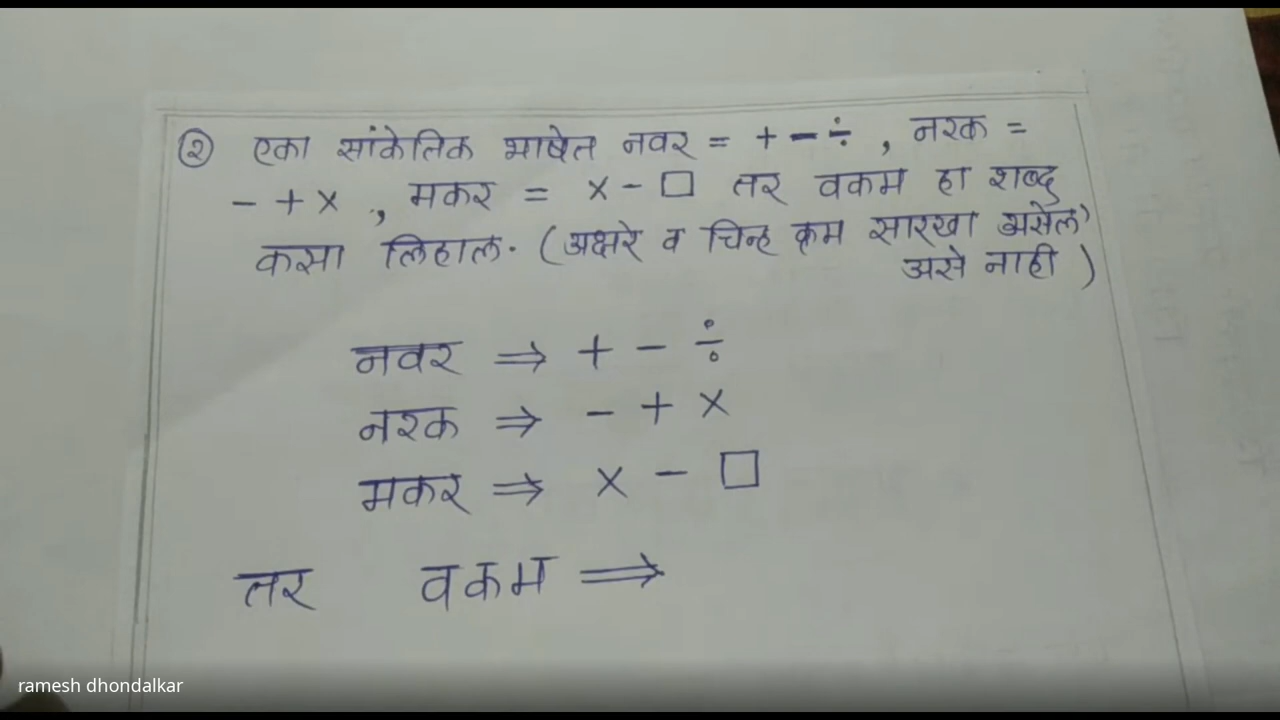 २ एका सांकेतिक भाषेत नवर = + - ÷ , नरक =
- + × , मकर = × - □ तर वकम हा शब्द
कसा लिहाल. (अक्षरे व चिन्ह क्रम सारखा असेल
असे नाही )
नवर ⇒ + - ÷
नरक ⇒ - + ×
मकर ⇒ × - □
तर वकम ⇒
ramesh dhondalkar